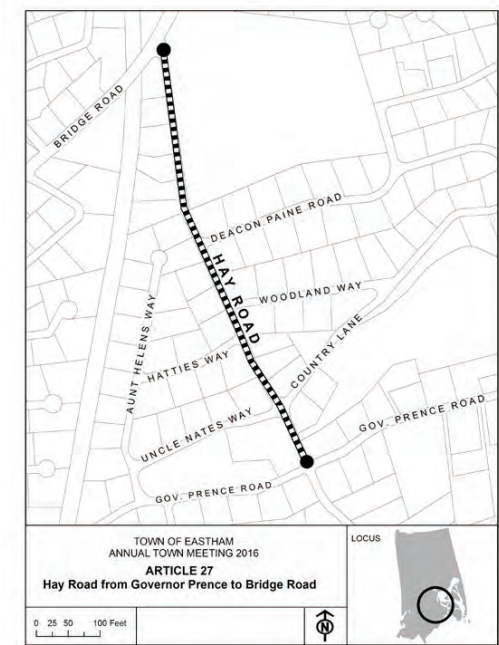 BRIDGE ROAD
DEACON PAINE ROAD
HAY ROAD
WOODLAND WAY
AUNT HELENS WAY
HATTIES WAY
COUNTRY LANE
UNCLE NATES WAY
GOV. PRENCE ROAD
GOV. PRENCE ROAD
TOWN OF EASTHAM
ANNUAL TOWN MEETING 2016
ARTICLE 27
Hay Road from Governor Prence to Bridge Road
0 25 50 100 Feet
N
LOCUS